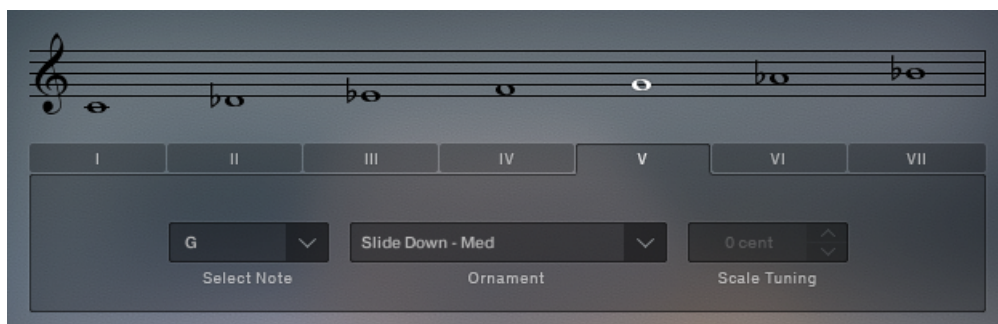 I II III IV V VI VII
G Slide Down - Med 0 cent
Select Note Ornament Scale Tuning